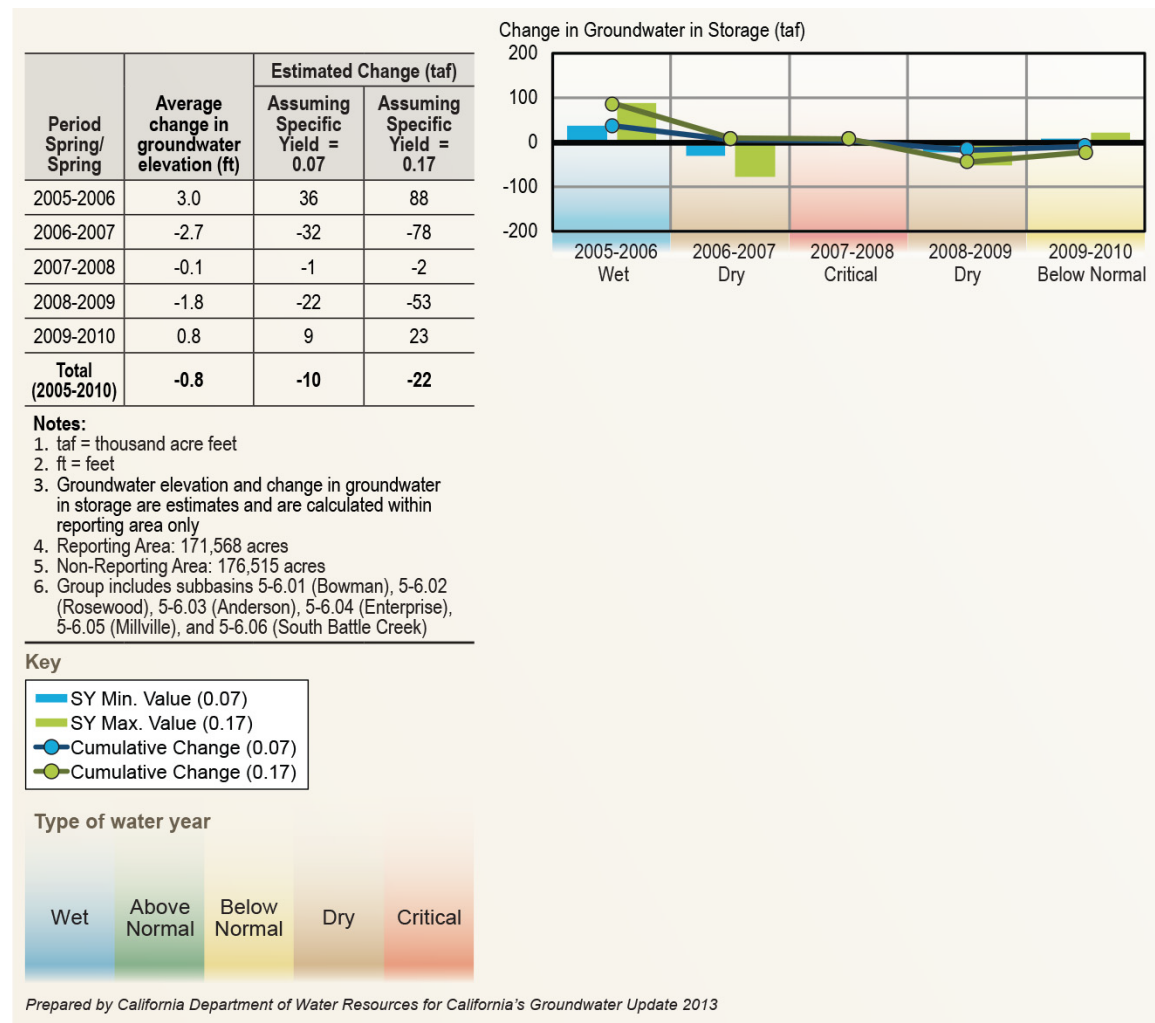 Estimated Change (taf)
Period Spring/ Spring
Average change in groundwater elevation (ft)
Assuming Specific Yield = 0.07
Assuming Specific Yield = 0.17
2005-2006 3.0 36 88
2006-2007 -2.7 -32 -78
2007-2008 -0.1 -1 -2
2008-2009 -1.8 -22 -53
2009-2010 0.8 9 23
Total (2005-2010) -0.8 -10 -22
Notes:
1. taf = thousand acre feet
2. ft = feet
3. Groundwater elevation and change in groundwater
in storage are estimates and are calculated within
reporting area only
4. Reporting Area: 171,568 acres
5. Non-Reporting Area: 176,515 acres
6. Group includes subbasins 5-6.01 (Bowman), 5-6.02
(Rosewood), 5-6.03 (Anderson), 5-6.04 (Enterprise),
5-6.05 (Millville), and 5-6.06 (South Battle Creek)
Change in Groundwater in Storage (taf)
200
100
0
-100
-200
2005-2006 2006-2007 2007-2008 2008-2009 2009-2010
Wet Dry Critical Dry Below Normal
Key
SY Min. Value (0.07)
SY Max. Value (0.17)
Cumulative Change (0.07)
Cumulative Change (0.17)
Type of water year
Wet
Above
Normal
Below
Normal
Dry
Critical
Prepared by California Department of Water Resources for California's Groundwater Update 2013